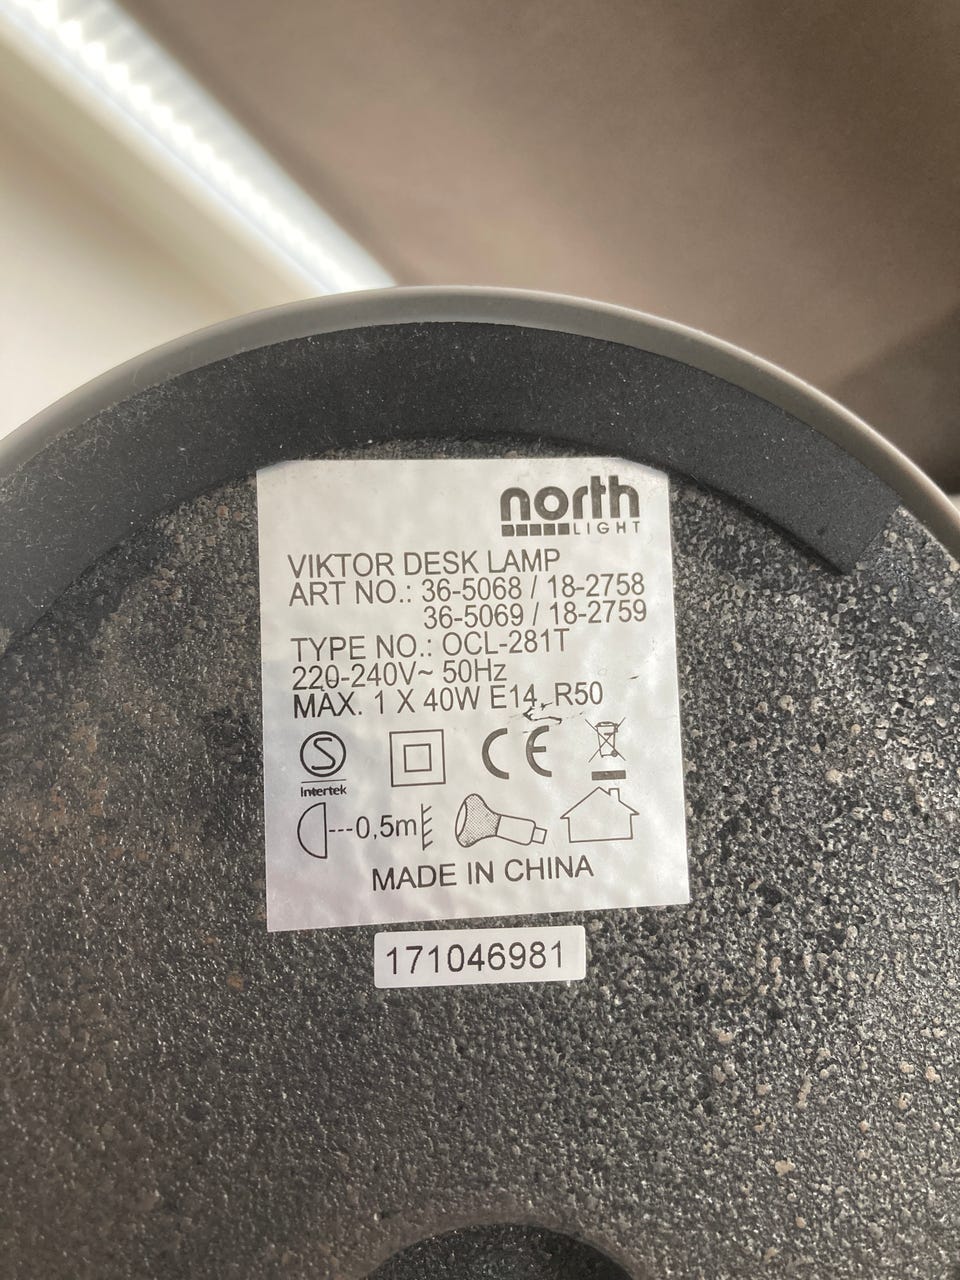 north
LIGHT
VIKTOR DESK LAMP
ART NO.: 36-5068 / 18-2758
36-5069 / 18-2759
TYPE NO.: OCL-281T
220-240V~ 50Hz
MAX. 1 X 40W E14, R50
S
Intertek
CE
0,5m
MADE IN CHINA
171046981